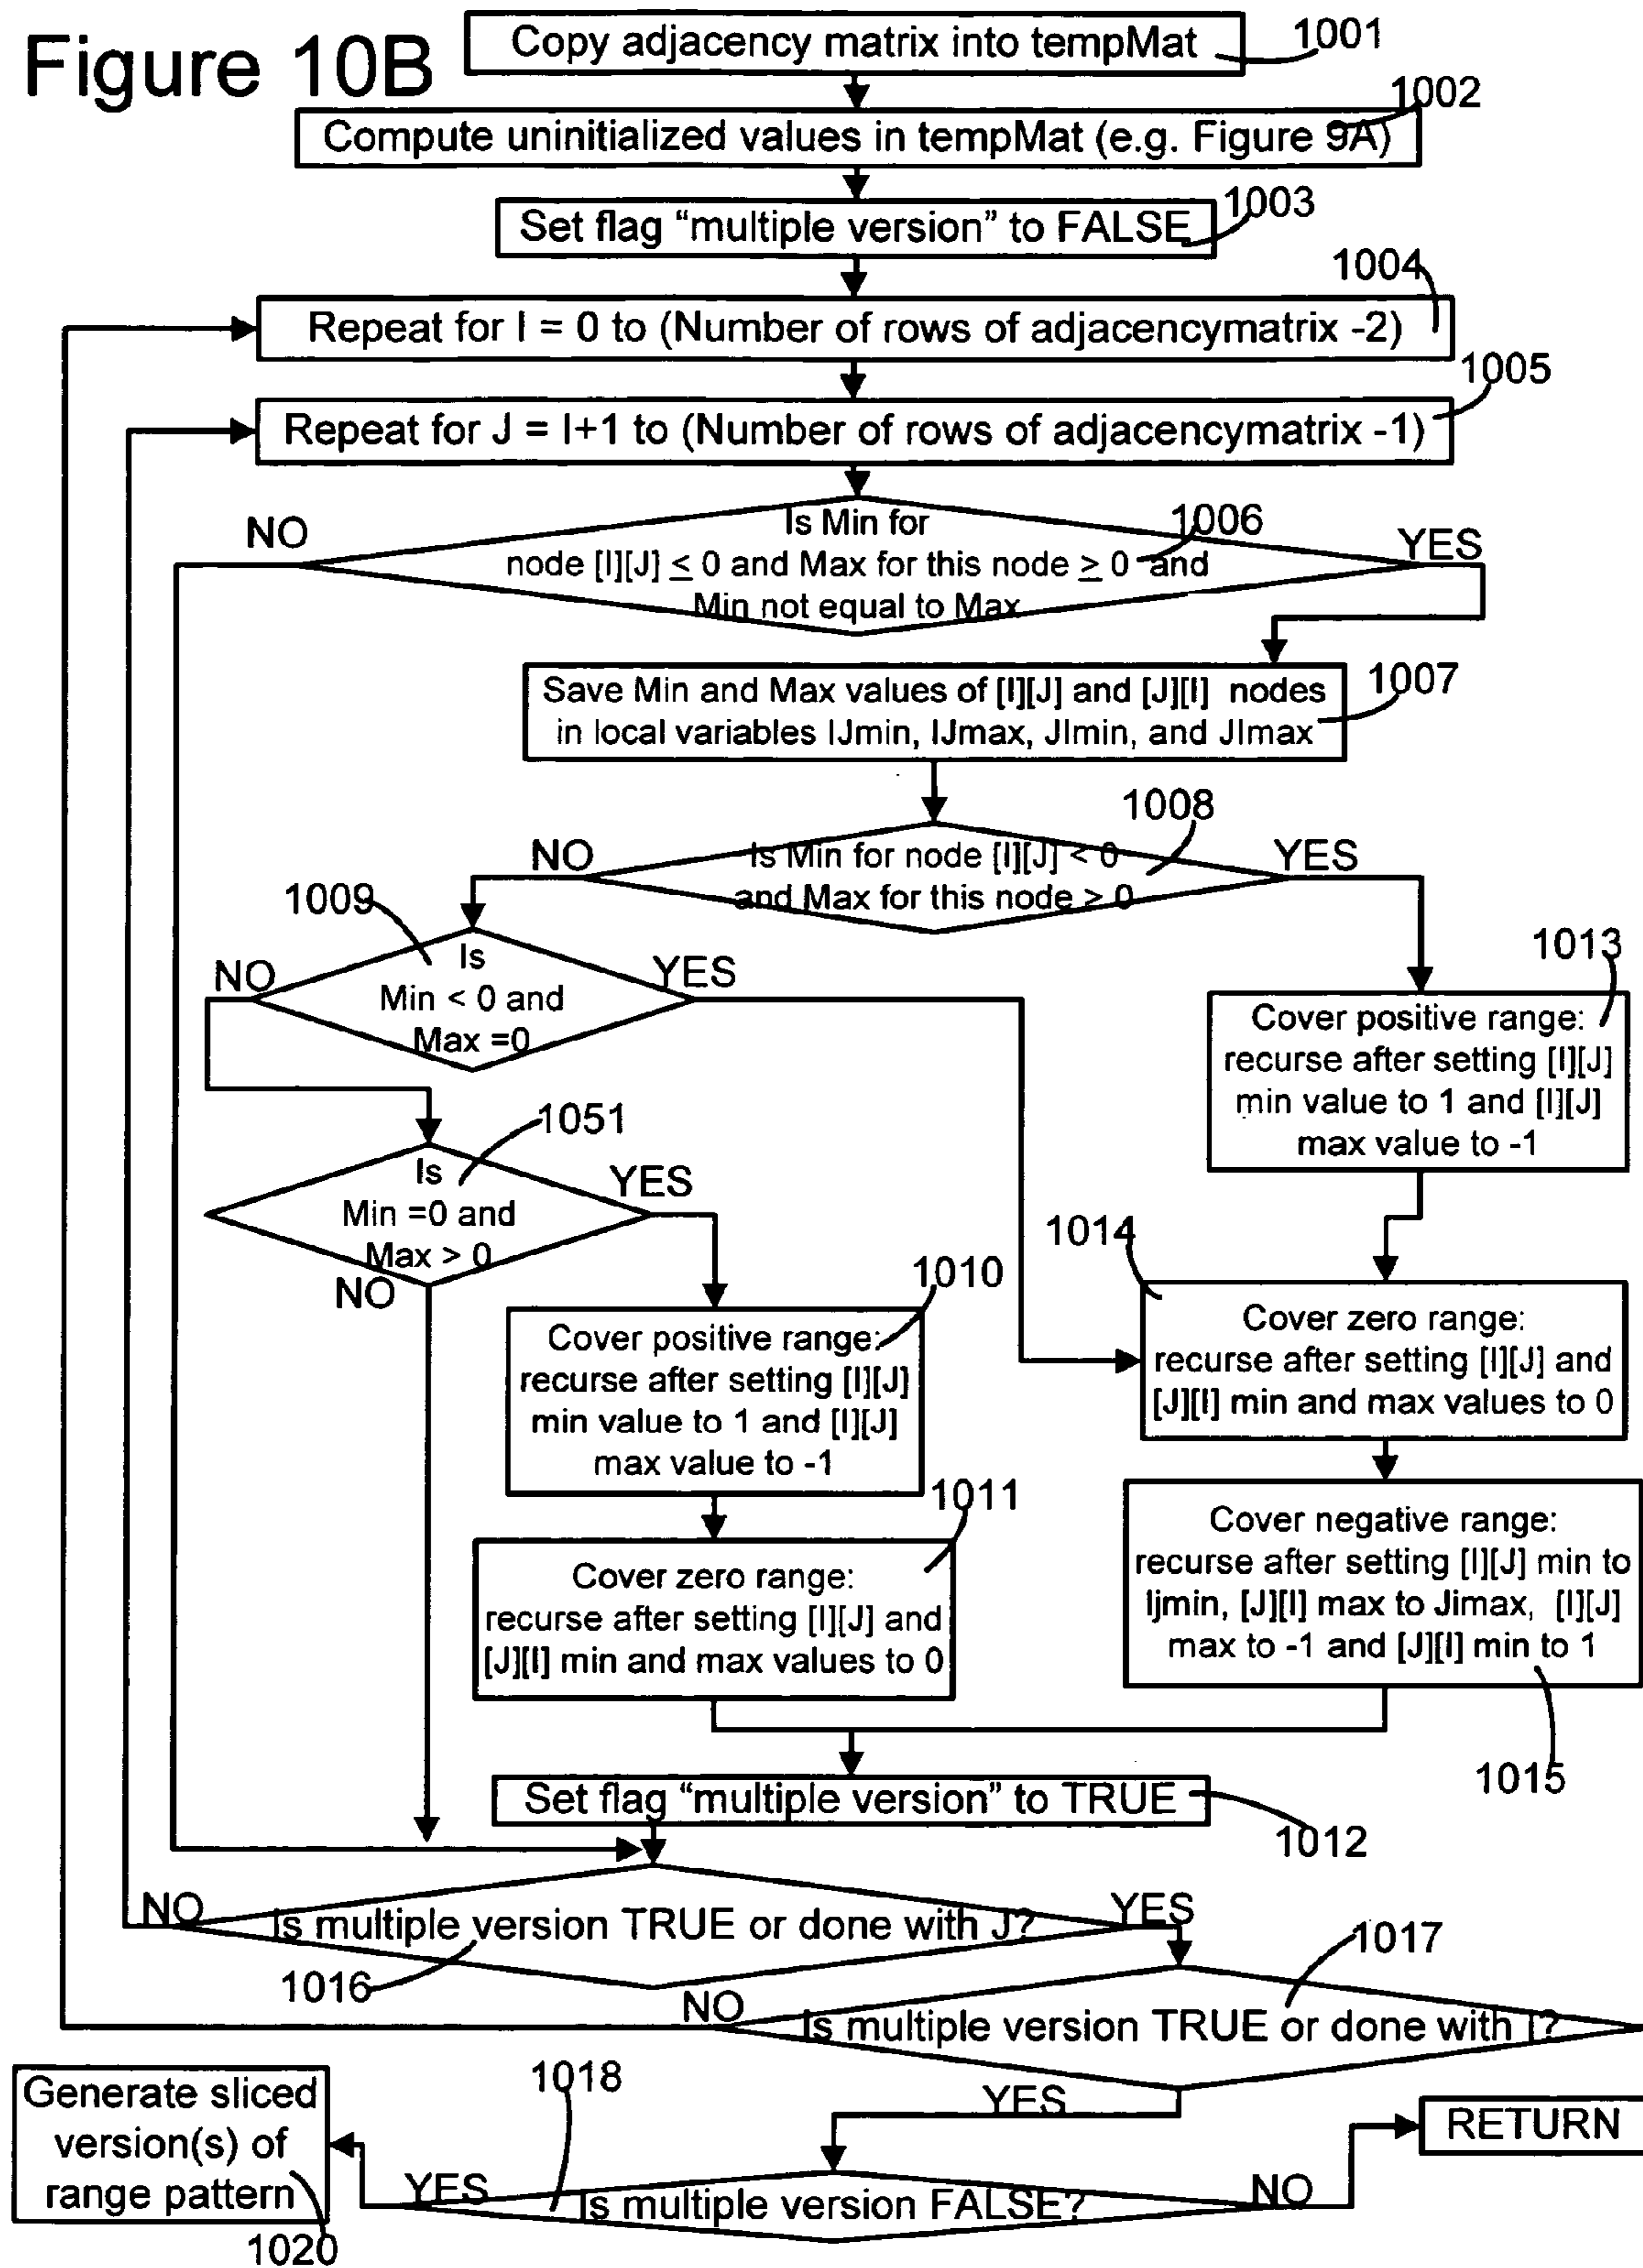 Figure 10B
Copy adjacency matrix into tempMat
1001
1002
Compute uninitialized values in tempMat (e.g. Figure 9A)
1003
Set flag “multiple version” to FALSE
1004
Repeat for I = 0 to (Number of rows of adjacencymatrix -2)
1005
Repeat for J = I+1 to (Number of rows of adjacencymatrix -1)
NO
Is Min for
1006
YES
node [I][J] ≤ 0 and Max for this node ≥ 0 and
Min not equal to Max
Save Min and Max values of [I][J] and [J][I] nodes
in local variables IJmin, IJmax, JImin, and JImax
1007
1008
NO
Is Min for node [I][J] < 0
and Max for this node > 0
YES
1009
NO
Is
Min < 0 and
Max =0
YES
1013
Cover positive range:
recurse after setting [I][J]
min value to 1 and [I][J]
max value to -1
1051
Is
Min =0 and
Max > 0
YES
NO
1014
Cover zero range:
recurse after setting [I][J] and
[J][I] min and max values to 0
1010
Cover positive range:
recurse after setting [I][J]
min value to 1 and [I][J]
max value to -1
1011
Cover zero range:
recurse after setting [I][J] and
[J][I] min and max values to 0
Cover negative range:
recurse after setting [I][J] min to
Ijmin, [J][I] max to Jimax, [I][J]
max to -1 and [J][I] min to 1
1015
Set flag “multiple version” to TRUE
1012
NO
Is multiple version TRUE or done with J?
YES
1016
1017
NO
Is multiple version TRUE or done with I?
YES
1018
Generate sliced
version(s) of
range pattern
1020
YES
Is multiple version FALSE?
NO
RETURN